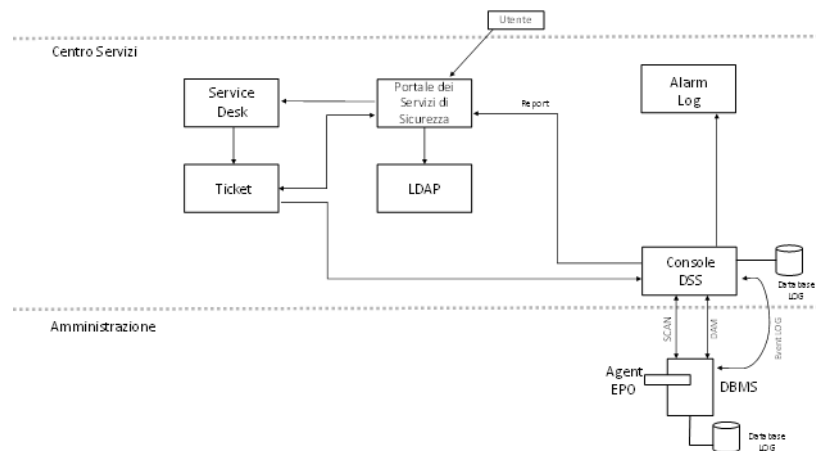 Utente
Centro Servizi
Service
Desk
Portale dei
Servizi di
Sicurezza
Report
Alarm
Log
Ticket
LDAP
Console
DSS
Database
LOG
Amministrazione
SCAN
DAM
Event LOG
Agent
EPO
DBMS
Database
LOG